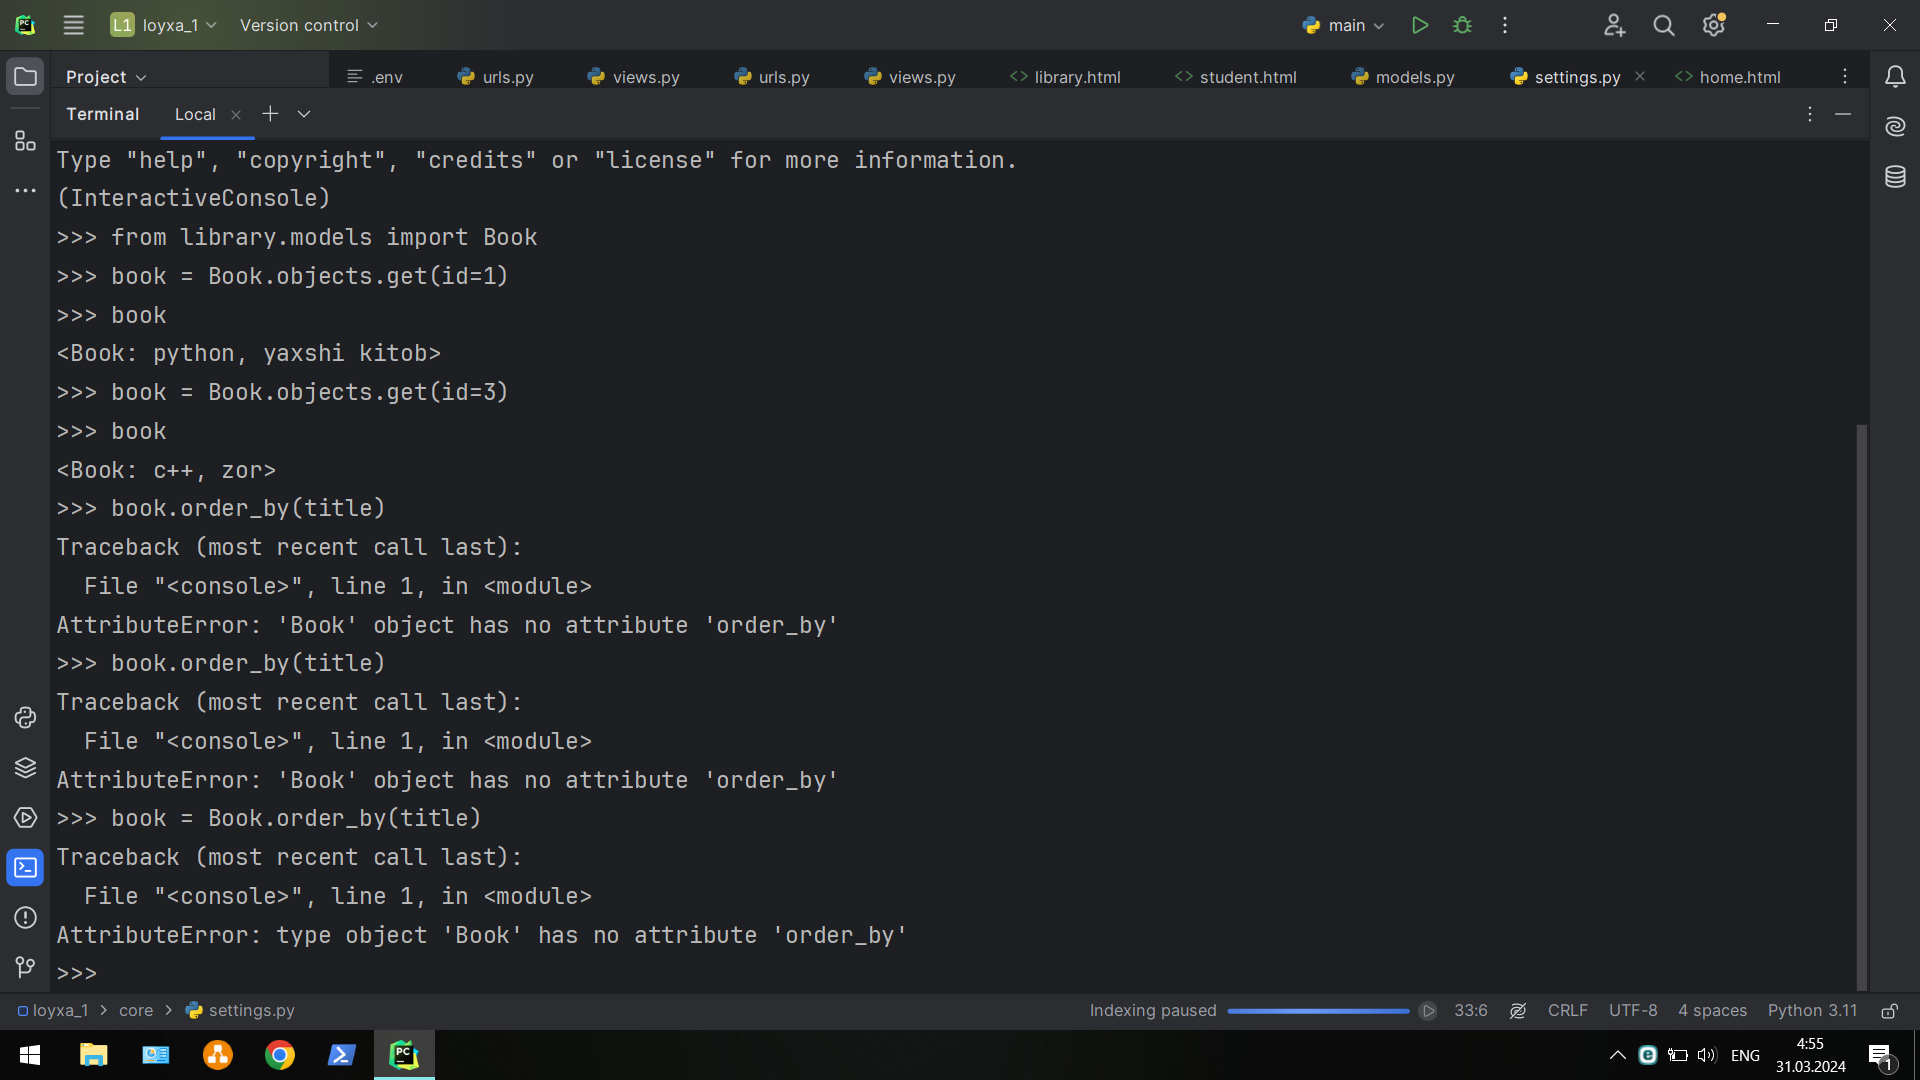 L1 loyxa_1 Version control main
Project .env urls.py views.py urls.py views.py library.html student.html models.py settings.py home.html
Terminal Local
Type "help", "copyright", "credits" or "license" for more information.
(InteractiveConsole)
>>> from library.models import Book
>>> book = Book.objects.get(id=1)
>>> book
<Book: python, yaxshi kitob>
>>> book = Book.objects.get(id=3)
>>> book
<Book: c++, zor>
>>> book.order_by(title)
Traceback (most recent call last):
  File "<console>", line 1, in <module>
AttributeError: 'Book' object has no attribute 'order_by'
>>> book.order_by(title)
Traceback (most recent call last):
  File "<console>", line 1, in <module>
AttributeError: 'Book' object has no attribute 'order_by'
>>> book = Book.order_by(title)
Traceback (most recent call last):
  File "<console>", line 1, in <module>
AttributeError: type object 'Book' has no attribute 'order_by'
>>>
loyxa_1 > core > settings.py Indexing paused 33:6 CRLF UTF-8 4 spaces Python 3.11
PC ENG 4:55
31.03.2024 1